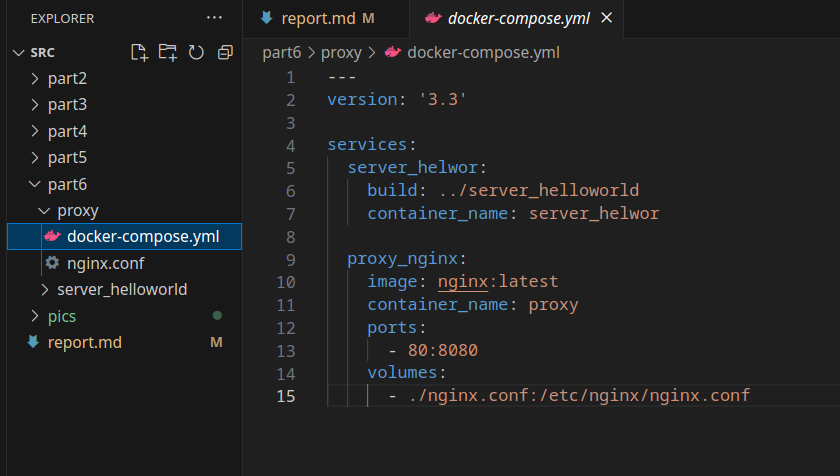 EXPLORER
SRC
part2
part3
part4
part5
part6
proxy
docker-compose.yml
nginx.conf
server_helloworld
pics
report.md M
report.md M
docker-compose.yml
part6 > proxy > docker-compose.yml
1 ---
2 version: '3.3'
3
4 services:
5 server_helwor:
6 build: ../server_helloworld
7 container_name: server_helwor
8
9 proxy_nginx:
10 image: nginx:latest
11 container_name: proxy
12 ports:
13 - 80:8080
14 volumes:
15 - ./nginx.conf:/etc/nginx/nginx.conf